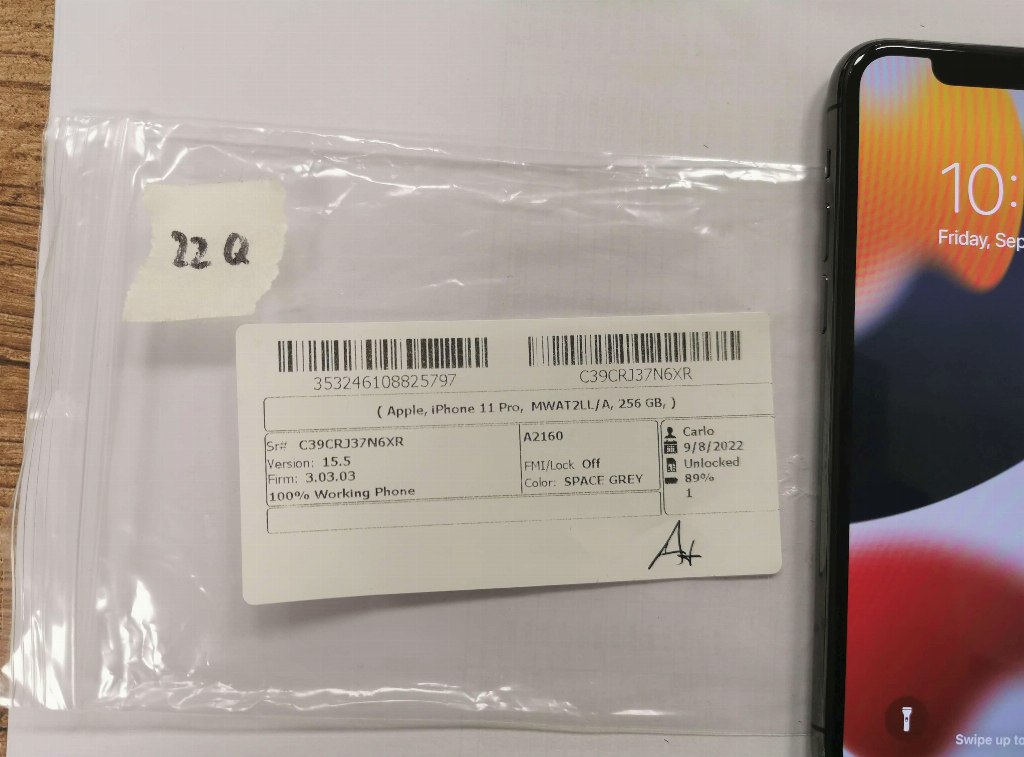 22 Q
353246108825797
C39CRJ37N6XR
( Apple, iPhone 11 Pro, MWAT2LL/A, 256 GB, )
Sr# C39CRJ37N6XR
Version: 15.5
Firm: 3.03.03
100% Working Phone
A2160
FMI/Lock Off
Color: SPACE GREY
Carlo
9/8/2022
Unlocked
89%
1
10:
Friday, Sep
Swipe up to